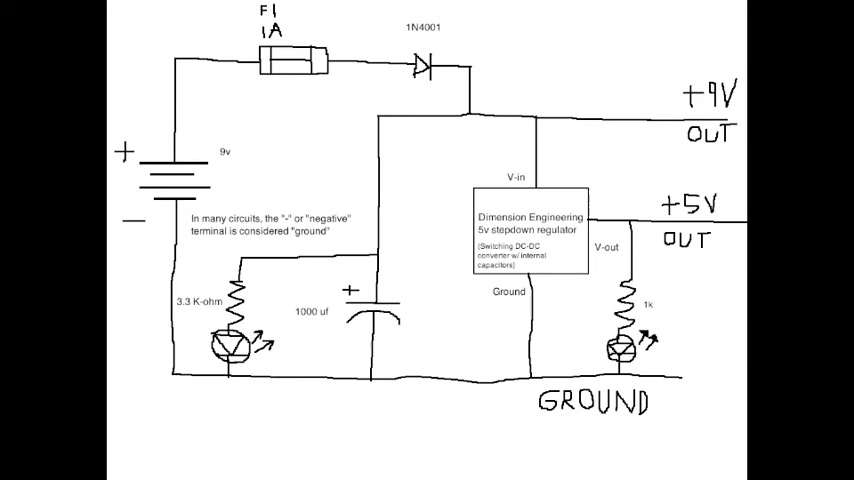 F1
1A
1N4001
+9V
OUT
+
9v
V-in
Dimension Engineering
5v stepdown regulator
(Switching DC-DC
converter w/ internal
capacitors)
+5V
OUT
V-out
−
In many circuits, the "-" or "negative"
terminal is considered "ground"
Ground
3.3 K-ohm
+
1000 uf
1k
GROUND